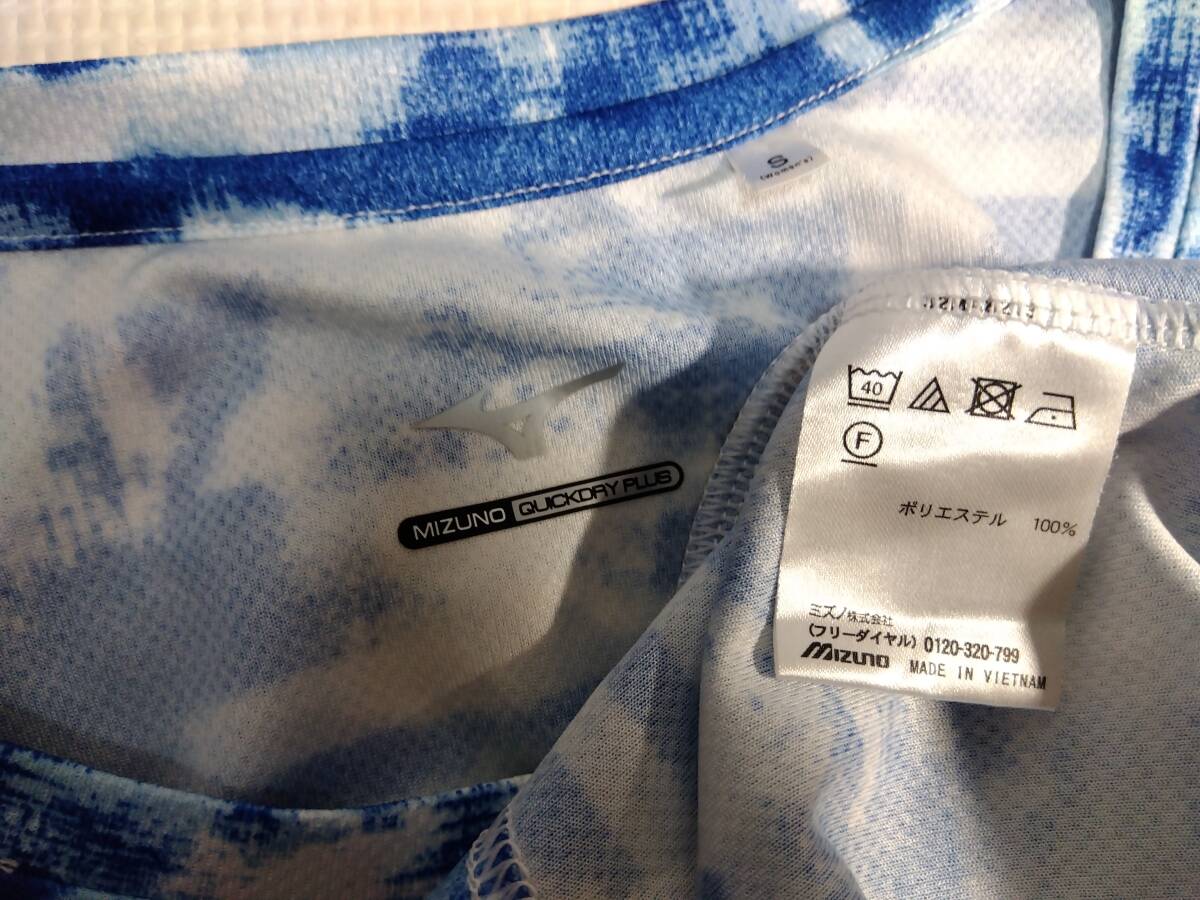 S
(Women's)
MIZUNO QUICKDRY PLUS
40
F
ポリエステル 100%
ミズノ株式会社
(フリーダイヤル) 0120-320-799
MIZUNO MADE IN VIETNAM